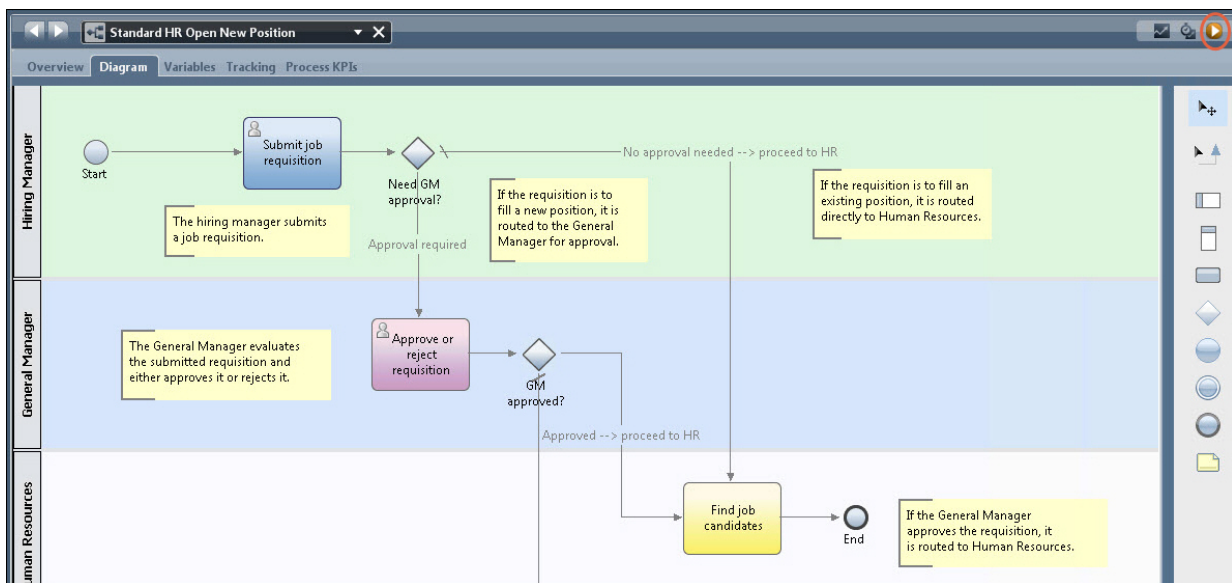 Standard HR Open New Position
Overview Diagram Variables Tracking Process KPIs
Hiring Manager
Start
Submit job
requisition
Need GM
approval?
No approval needed --> proceed to HR
The hiring manager submits
a job requisition.
If the requisition is to
fill a new position, it is
routed to the General
Manager for approval.
If the requisition is to fill an
existing position, it is routed
directly to Human Resources.
Approval required
General Manager
The General Manager evaluates
the submitted requisition and
either approves it or rejects it.
Approve or
reject
requisition
GM
approved?
Approved --> proceed to HR
uman Resources
Find job
candidates
End
If the General Manager
approves the requisition, it
is routed to Human Resources.